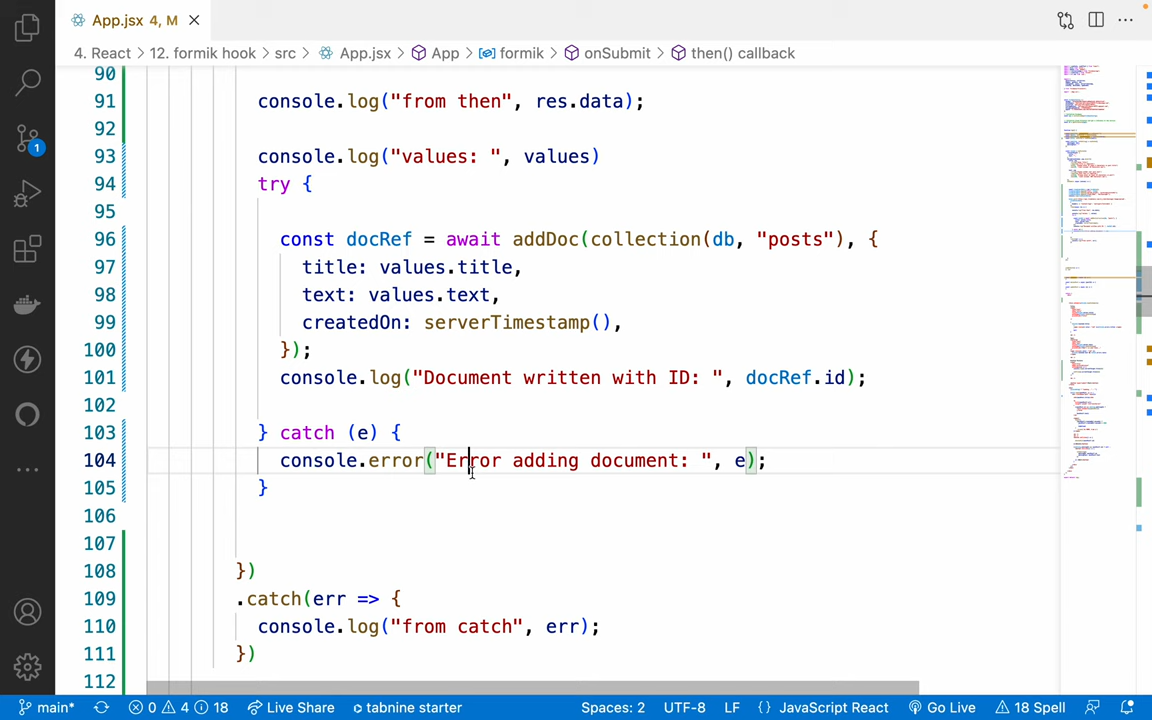 App.jsx 4, M
4. React > 12. formik hook > src > App.jsx > App > formik > onSubmit > then() callback
90
91 console.log("from then", res.data);
92
93 console.log("values: ", values)
94 try {
95
96 const docRef = await addDoc(collection(db, "posts"), {
97 title: values.title,
98 text: values.text,
99 createdOn: serverTimestamp(),
100 });
101 console.log("Document written with ID: ", docRef.id);
102
103 } catch (e) {
104 console.error("Error adding document: ", e);
105 }
106
107
108 })
109 .catch(err => {
110 console.log("from catch", err);
111 })
112
1
main* 0 4 18 Live Share tabnine starter Spaces: 2 UTF-8 LF {} JavaScript React Go Live 18 Spell